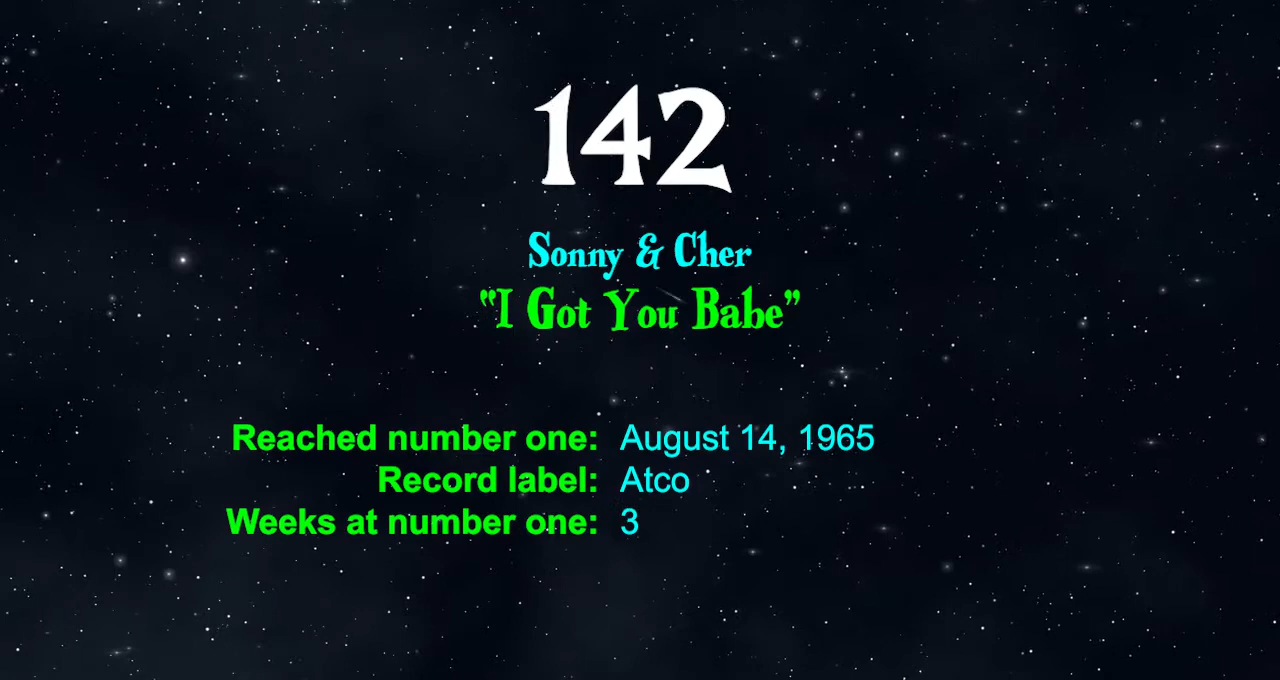 142
Sonny & Cher
“I Got You Babe”
Reached number one: August 14, 1965
Record label: Atco
Weeks at number one: 3